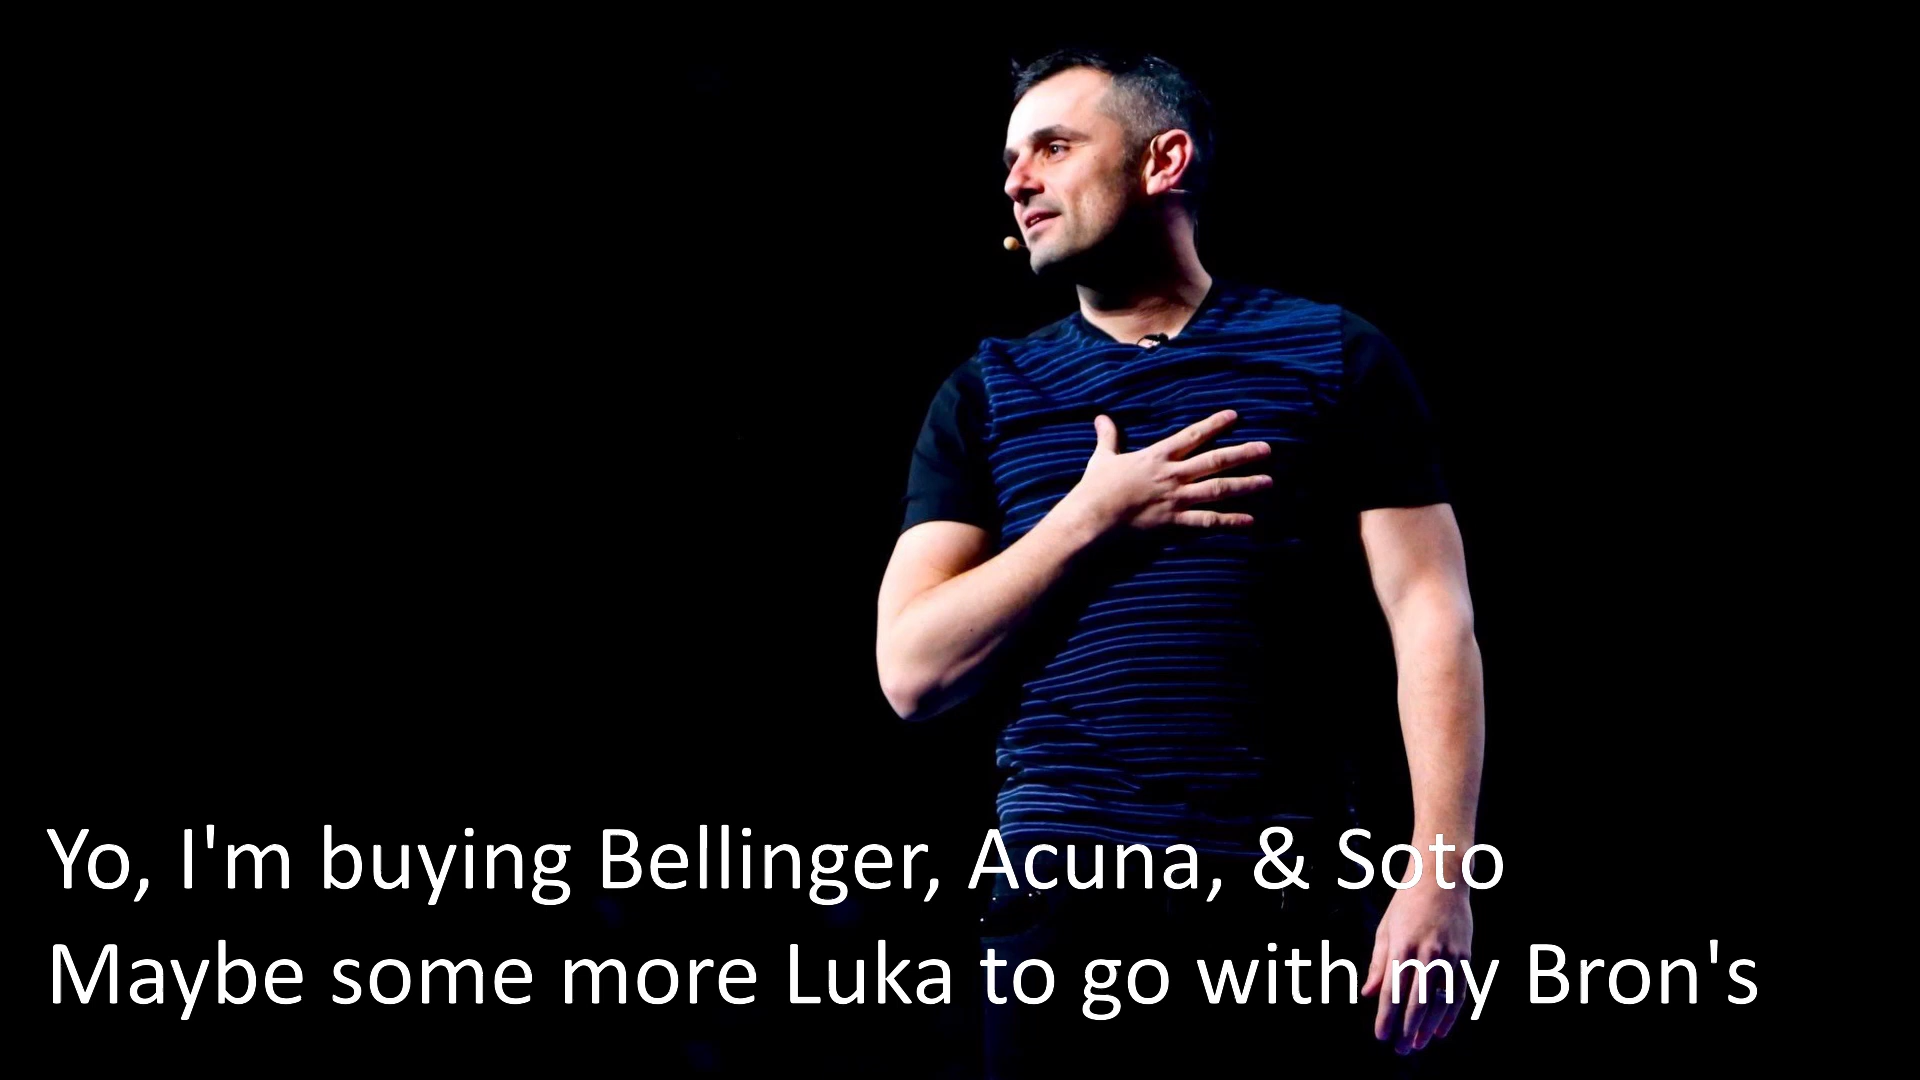 Yo, I'm buying Bellinger, Acuna, & Soto
Maybe some more Luka to go with my Bron's